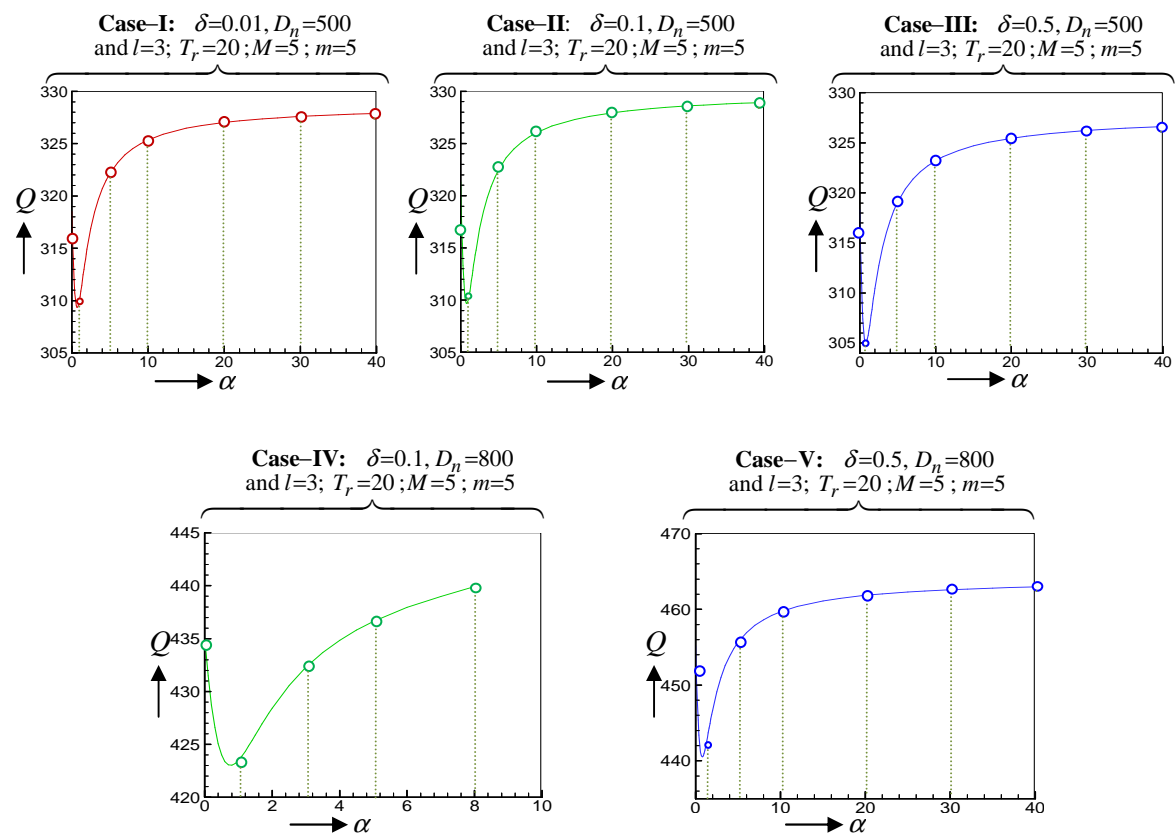 Case–I: δ=0.01, Dn=500
and l=3; Tr=20 ;M=5 ; m=5
330
325
320
315
310
305
Q
0 10 20 30 40
α
Case–II: δ=0.1, Dn=500
and l=3; Tr=20 ;M=5 ; m=5
330
325
320
315
310
305
Q
0 10 20 30 40
α
Case–III: δ=0.5, Dn=500
and l=3; Tr=20 ;M=5 ; m=5
330
325
320
315
310
305
Q
0 10 20 30 40
α
Case–IV: δ=0.1, Dn=800
and l=3; Tr=20 ;M=5 ; m=5
445
440
435
430
425
420
Q
0 2 4 6 8 10
α
Case–V: δ=0.5, Dn=800
and l=3; Tr=20 ;M=5 ; m=5
470
460
450
440
Q
0 10 20 30 40
α